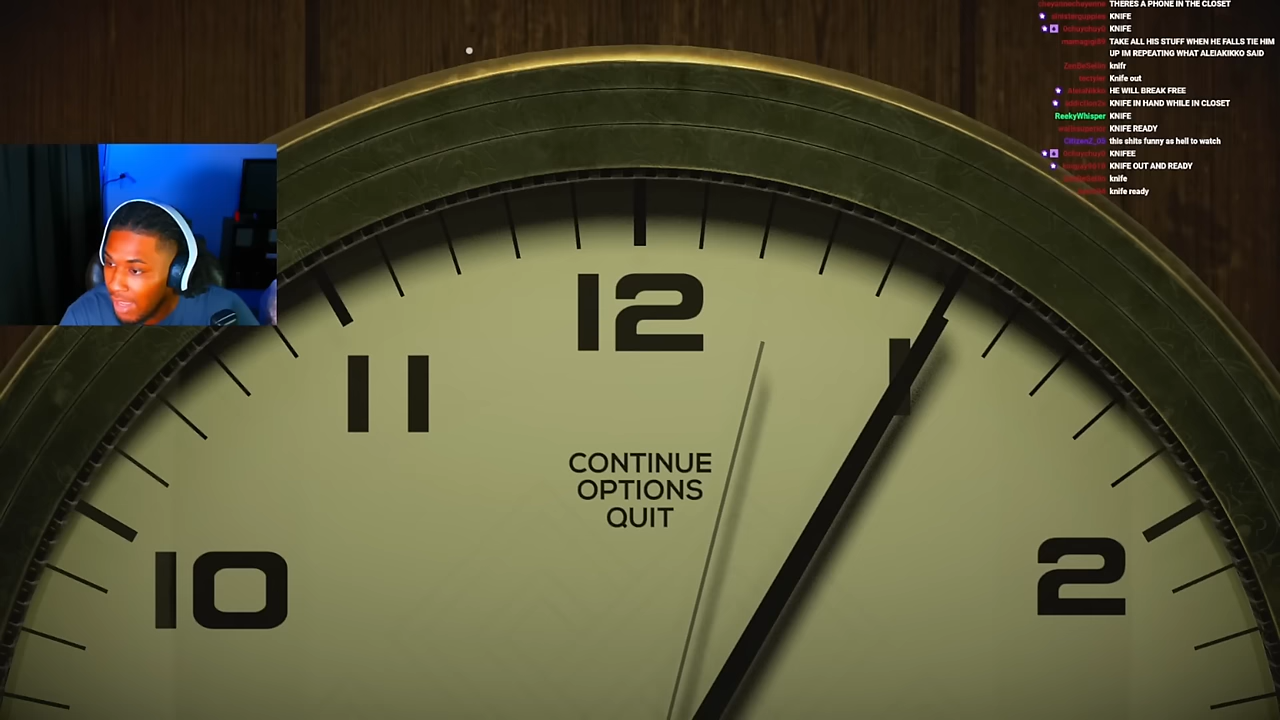 THERES A PHONE IN THE CLOSET
KNIFE
KNIFE
TAKE ALL HIS STUFF WHEN HE FALLS TIE HIM
UP IM REPEATING WHAT ALEIAKIKKO SAID
knifr
Knife out
HE WILL BREAK FREE
KNIFE IN HAND WHILE IN CLOSET
ReekyWhisper KNIFE
KNIFE READY
this shits funny as hell to watch
KNIFEE
KNIFE OUT AND READY
knife
knife ready
12
11
1
CONTINUE
OPTIONS
QUIT
10
2